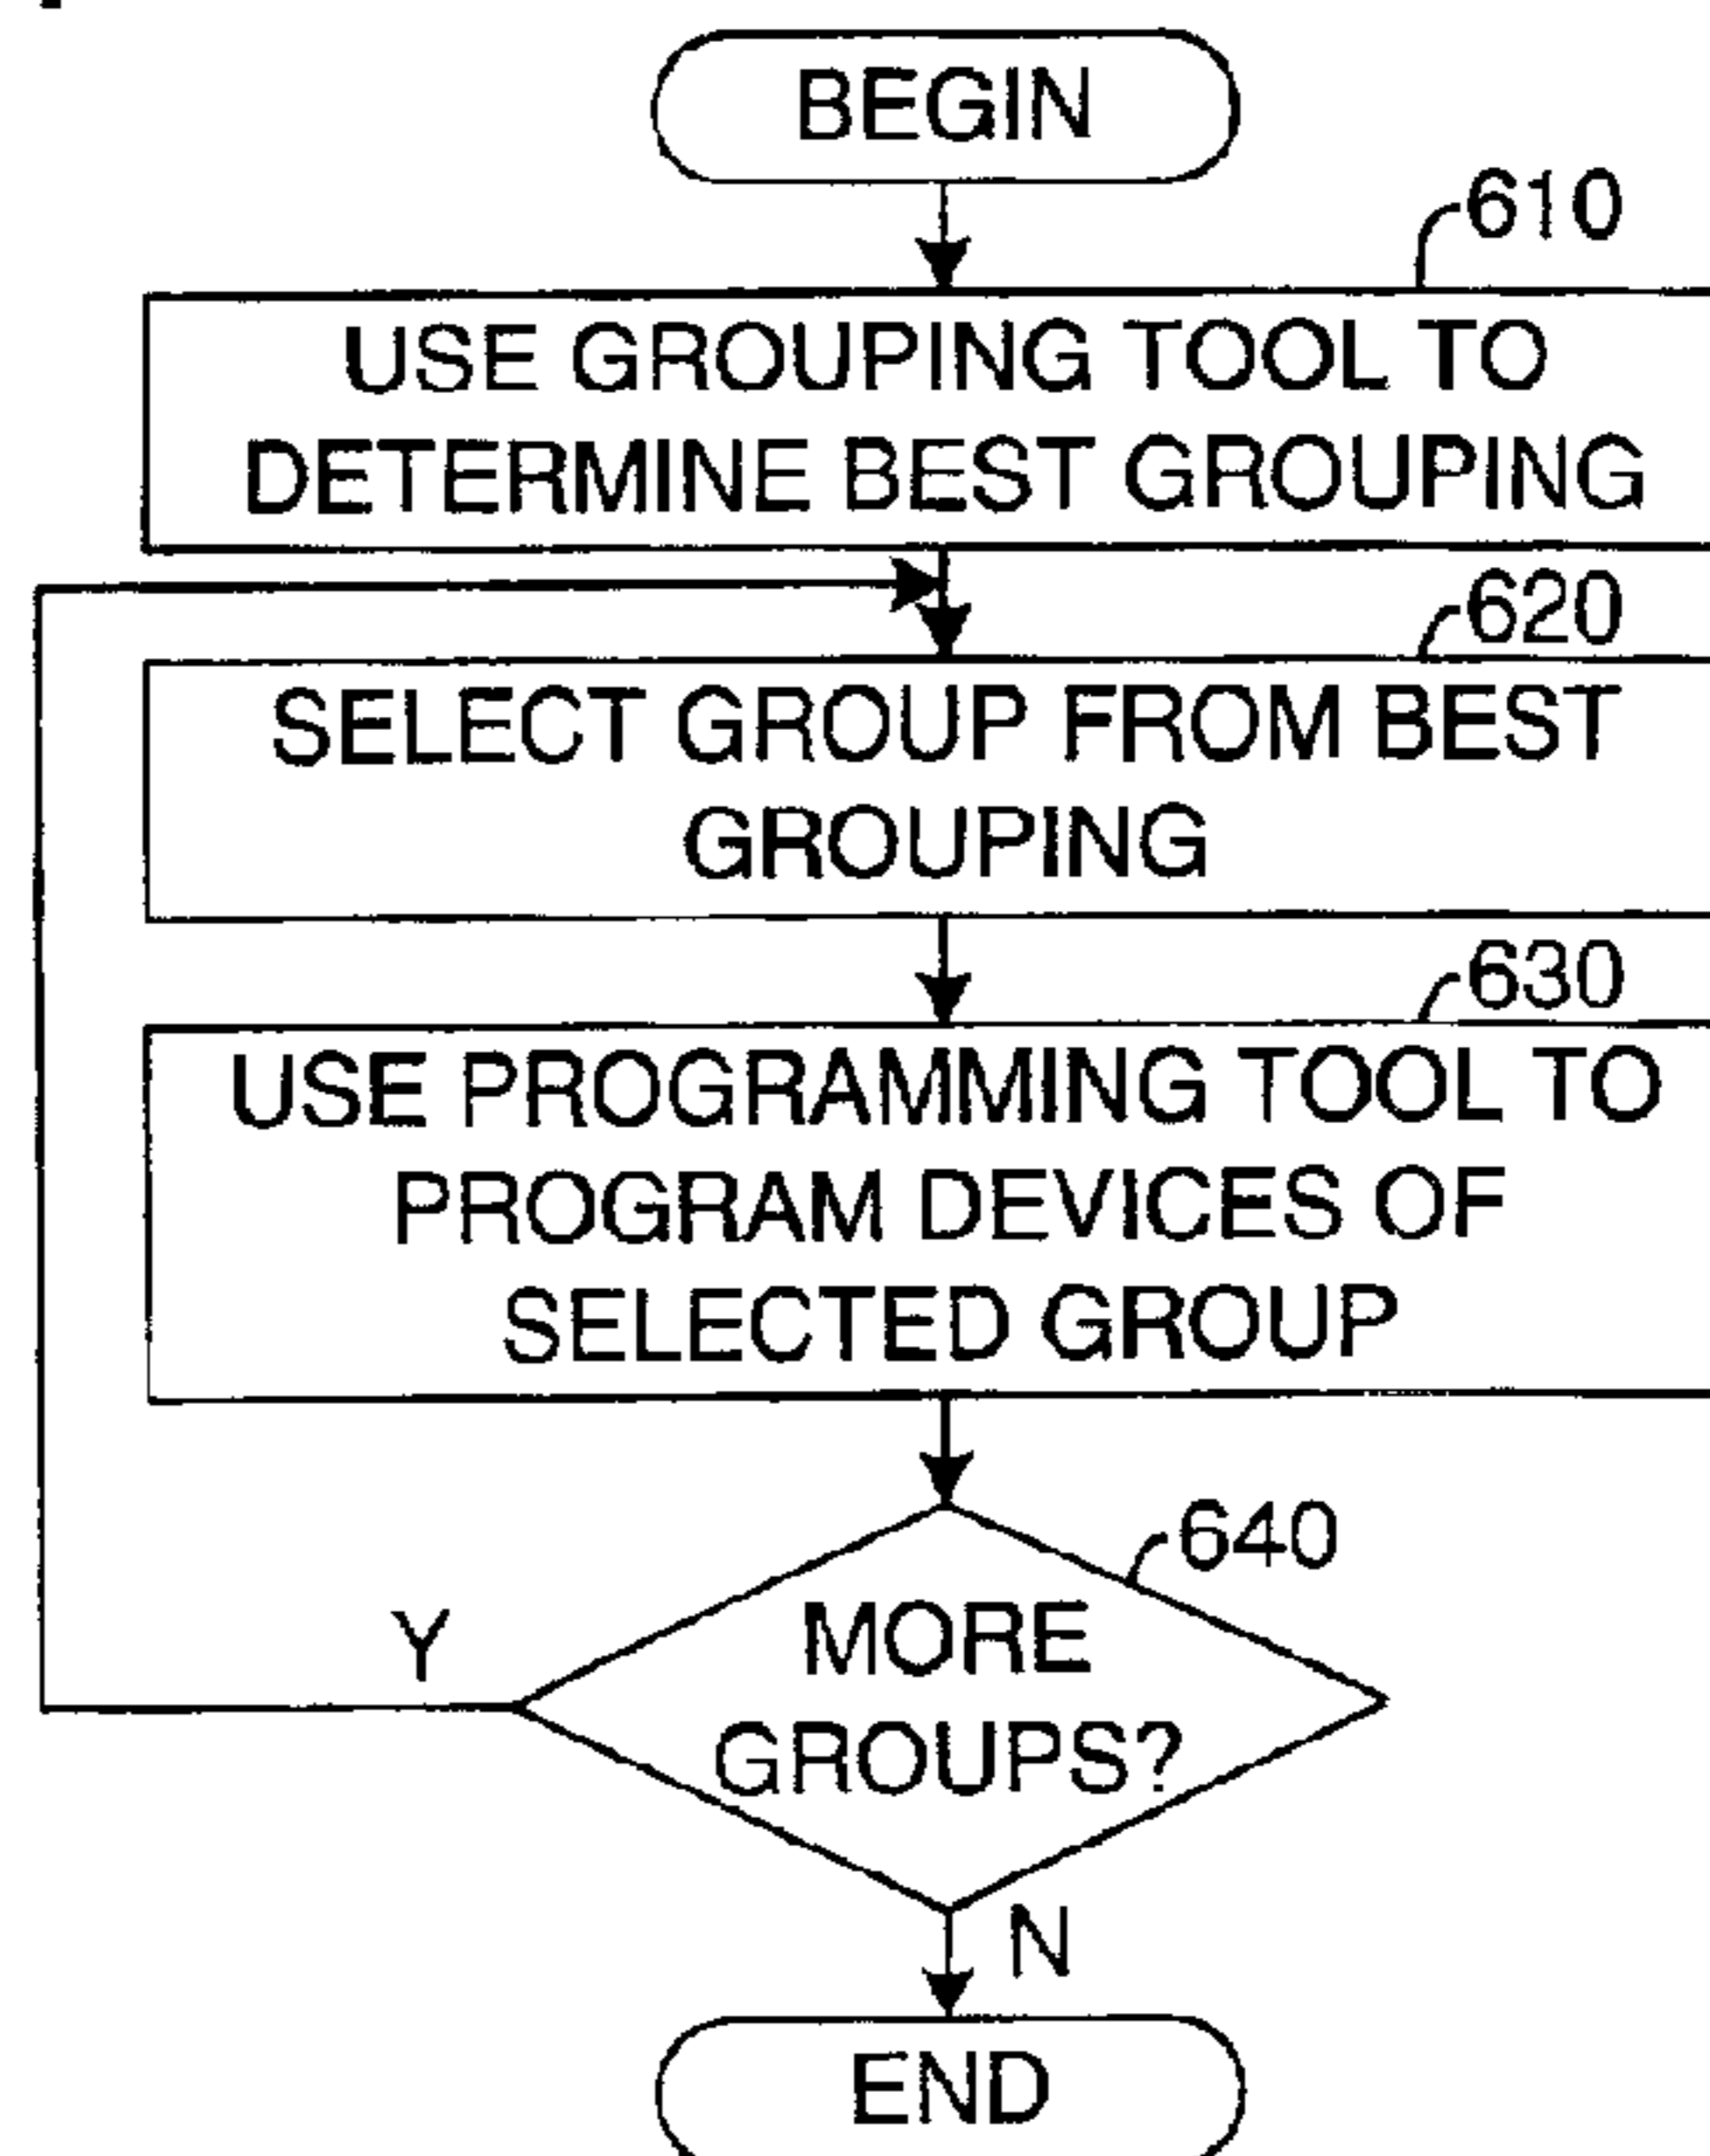 BEGIN
610
USE GROUPING TOOL TO
DETERMINE BEST GROUPING
620
SELECT GROUP FROM BEST
GROUPING
630
USE PROGRAMMING TOOL TO
PROGRAM DEVICES OF
SELECTED GROUP
640
MORE
GROUPS?
Y
N
END